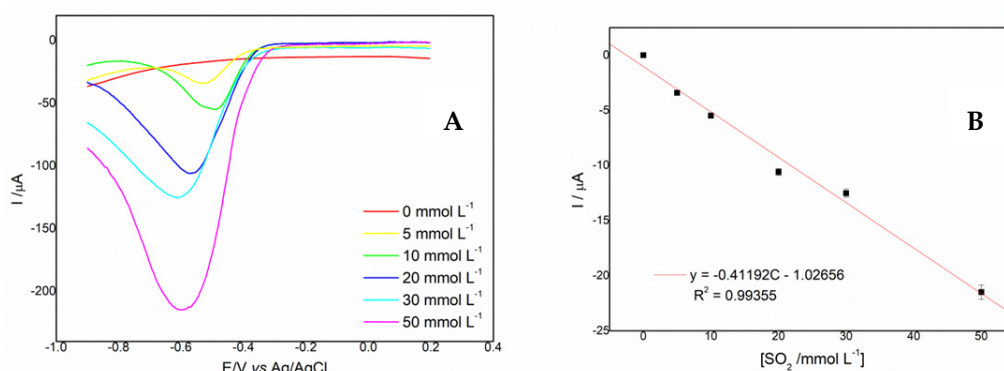 A
I /µA
0
-50
-100
-150
-200
0 mmol L⁻¹
5 mmol L⁻¹
10 mmol L⁻¹
20 mmol L⁻¹
30 mmol L⁻¹
50 mmol L⁻¹
-1.0 -0.8 -0.6 -0.4 -0.2 0.0 0.2 0.4
E/V vs Ag/AgCl
B
I /µA
0
-5
-10
-15
-20
-25
y = -0.41192C - 1.02656
R² = 0.99355
0 10 20 30 40 50
[SO₂ /mmol L⁻¹]